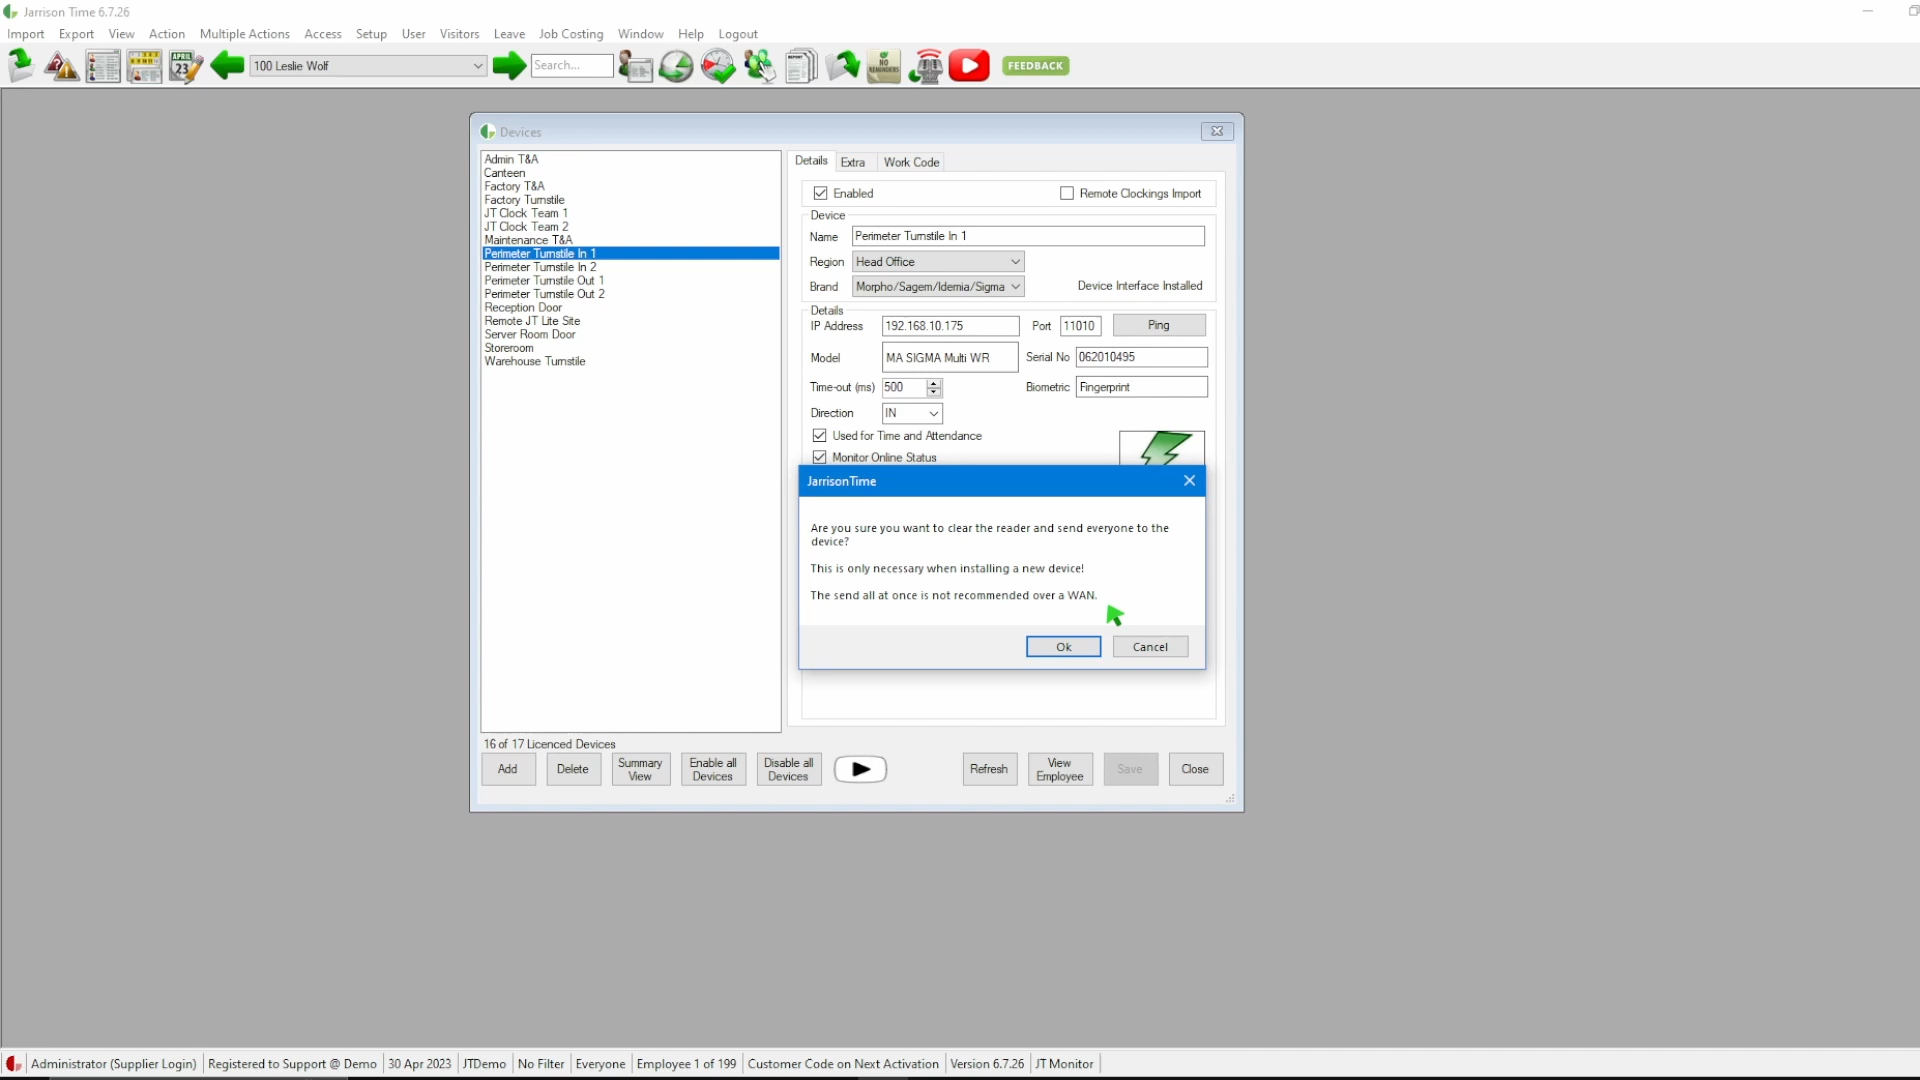 Jarrison Time 6.7.26
Import Export View Action Multiple Actions Access Setup User Visitors Leave Job Costing Window Help Logout
APRIL 23 100 Leslie Wolf Search... REPORT NO REMINDERS FEEDBACK
Devices
Admin T&A
Canteen
Factory T&A
Factory Turnstile
JT Clock Team 1
JT Clock Team 2
Maintenance T&A
Perimeter Turnstile In 1
Perimeter Turnstile In 2
Perimeter Turnstile Out 1
Perimeter Turnstile Out 2
Reception Door
Remote JT Lite Site
Server Room Door
Storeroom
Warehouse Turnstile
Details Extra Work Code
Enabled Remote Clockings Import
Device
Name Perimeter Turnstile In 1
Region Head Office
Brand Morpho/Sagem/Idemia/Sigma Device Interface Installed
Details
IP Address 192.168.10.175 Port 11010 Ping
Model MA SIGMA Multi WR Serial No 062010495
Time-out (ms) 500 Biometric Fingerprint
Direction IN
Used for Time and Attendance
Monitor Online Status
JarrisonTime
Are you sure you want to clear the reader and send everyone to the
device?
This is only necessary when installing a new device!
The send all at once is not recommended over a WAN.
Ok Cancel
16 of 17 Licenced Devices
Add Delete Summary View Enable all Devices Disable all Devices Refresh View Employee Save Close
Administrator (Supplier Login) Registered to Support @ Demo 30 Apr 2023 JTDemo No Filter Everyone Employee 1 of 199 Customer Code on Next Activation Version 6.7.26 JT Monitor